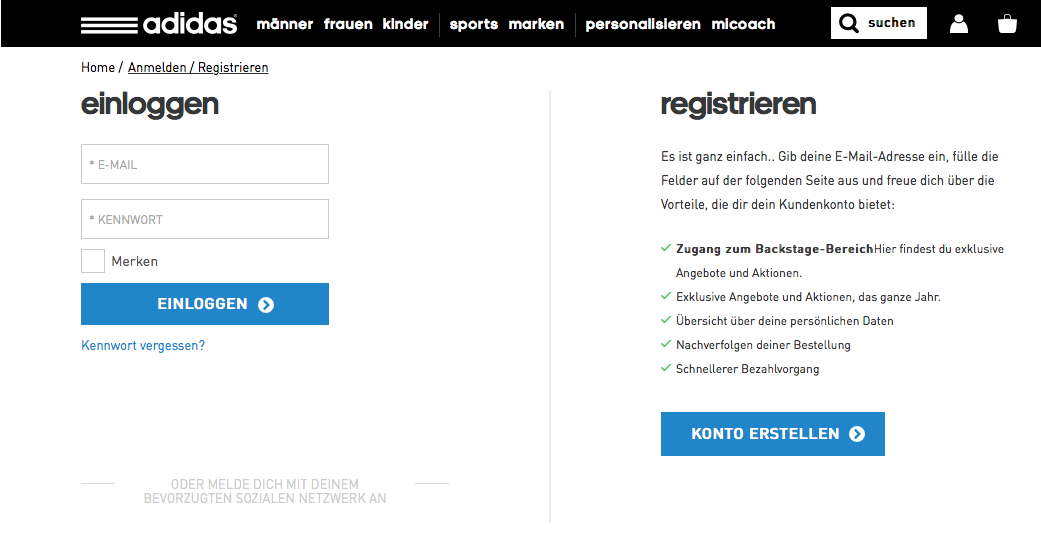 adidas männer frauen kinder sports marken personalisieren micoach suchen
Home / Anmelden / Registrieren
einloggen
* E-MAIL
* KENNWORT
Merken
EINLOGGEN
Kennwort vergessen?
ODER MELDE DICH MIT DEINEM
BEVORZUGTEN SOZIALEN NETZWERK AN
registrieren
Es ist ganz einfach.. Gib deine E-Mail-Adresse ein, fülle die
Felder auf der folgenden Seite aus und freue dich über die
Vorteile, die dir dein Kundenkonto bietet:
Zugang zum Backstage-BereichHier findest du exklusive
Angebote und Aktionen.
Exklusive Angebote und Aktionen, das ganze Jahr.
Übersicht über deine persönlichen Daten
Nachverfolgen deiner Bestellung
Schnellerer Bezahlvorgang
KONTO ERSTELLEN